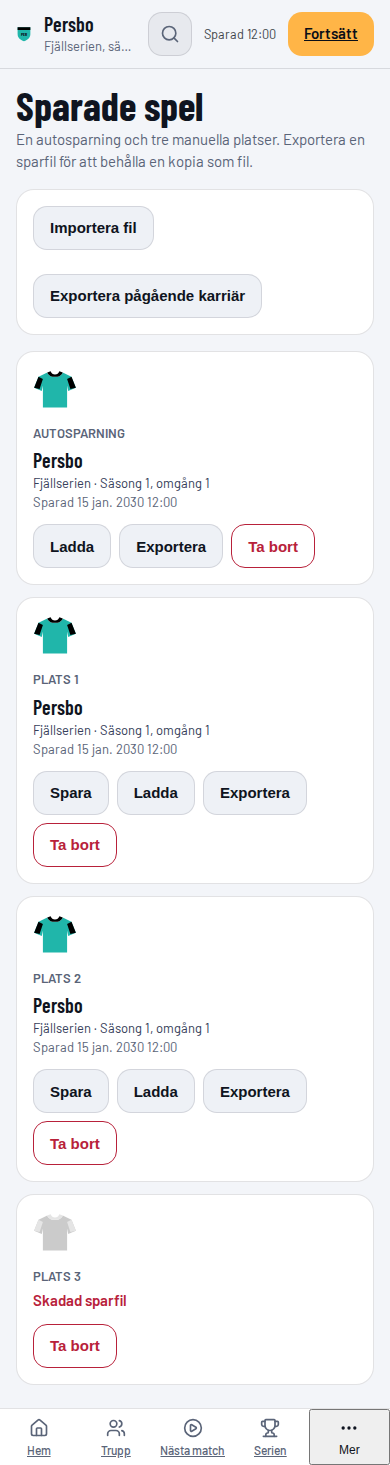 Persbo
Fjällserien, sä...
Sparad 12:00
Fortsätt
Sparade spel
En autosparning och tre manuella platser. Exportera en
sparfil för att behålla en kopia som fil.
Importera fil
Exportera pågående karriär
AUTOSPARNING
Persbo
Fjällserien · Säsong 1, omgång 1
Sparad 15 jan. 2030 12:00
Ladda
Exportera
Ta bort
PLATS 1
Persbo
Fjällserien · Säsong 1, omgång 1
Sparad 15 jan. 2030 12:00
Spara
Ladda
Exportera
Ta bort
PLATS 2
Persbo
Fjällserien · Säsong 1, omgång 1
Sparad 15 jan. 2030 12:00
Spara
Ladda
Exportera
Ta bort
PLATS 3
Skadad sparfil
Ta bort
Hem
Trupp
Nästa match
Serien
Mer